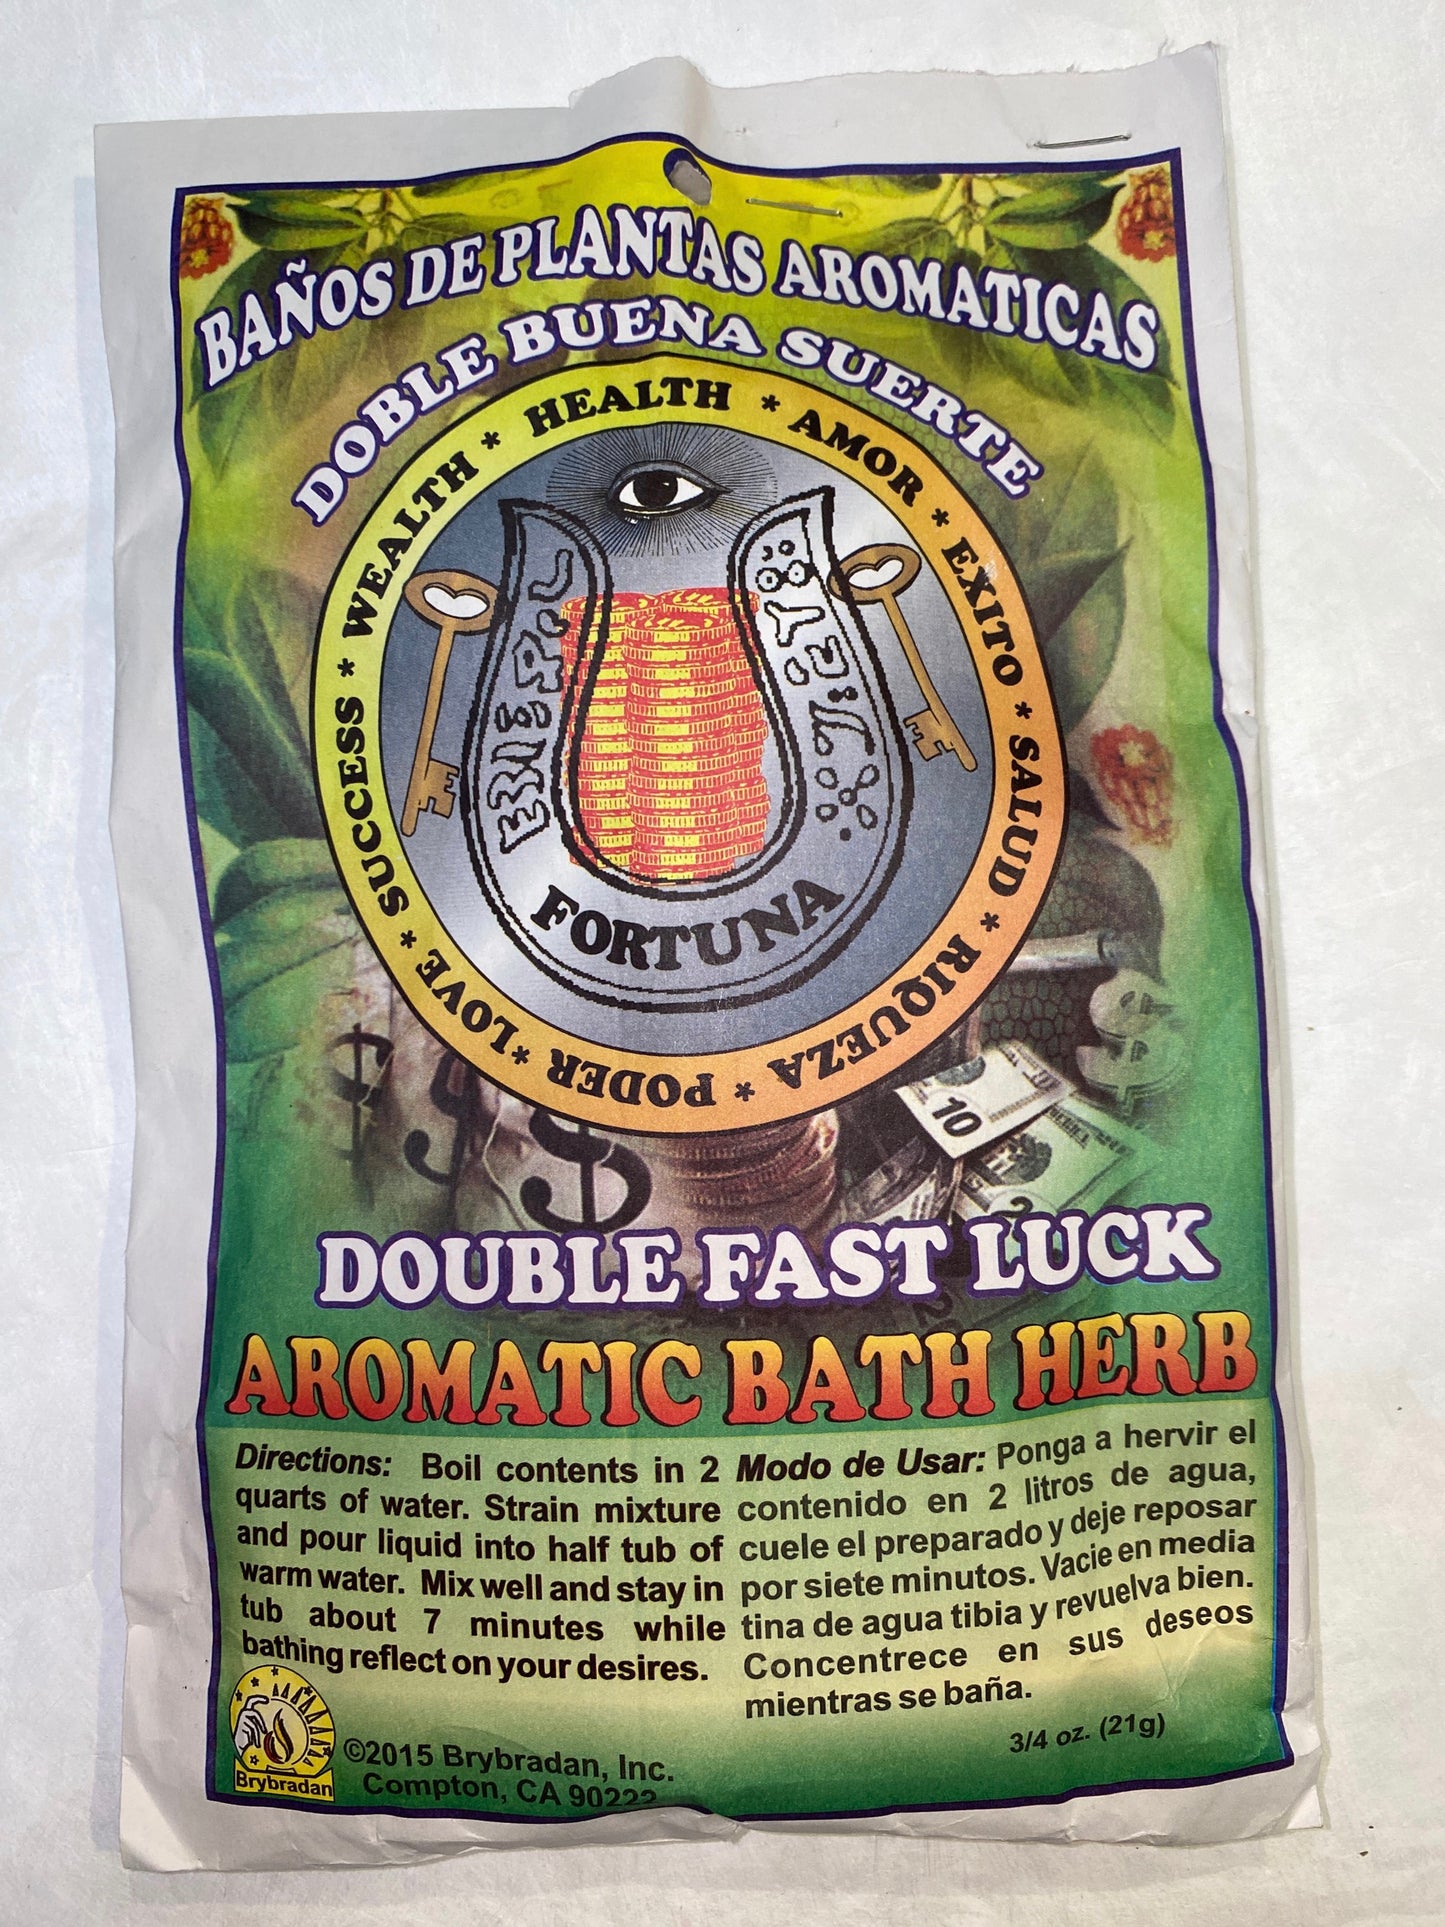 BAÑOS DE PLANTAS AROMATICAS
DOBLE BUENA SUERTE
HEALTH * AMOR * EXITO * SALUD * RIQUEZA * PODER * LOVE * SUCCESS * WEALTH *
FORTUNA
$ $ $
$
10
2
DOUBLE FAST LUCK
AROMATIC BATH HERB
Directions: Boil contents in 2
quarts of water. Strain mixture
and pour liquid into half tub of
warm water. Mix well and stay in
tub about 7 minutes while
bathing reflect on your desires.
Modo de Usar: Ponga a hervir el
contenido en 2 litros de agua,
cuele el preparado y deje reposar
por siete minutos. Vacie en media
tina de agua tibia y revuelva bien.
Concentrece en sus deseos
mientras se baña.
3/4 oz. (21g)
Brybradan
©2015 Brybradan, Inc.
Compton, CA 90222